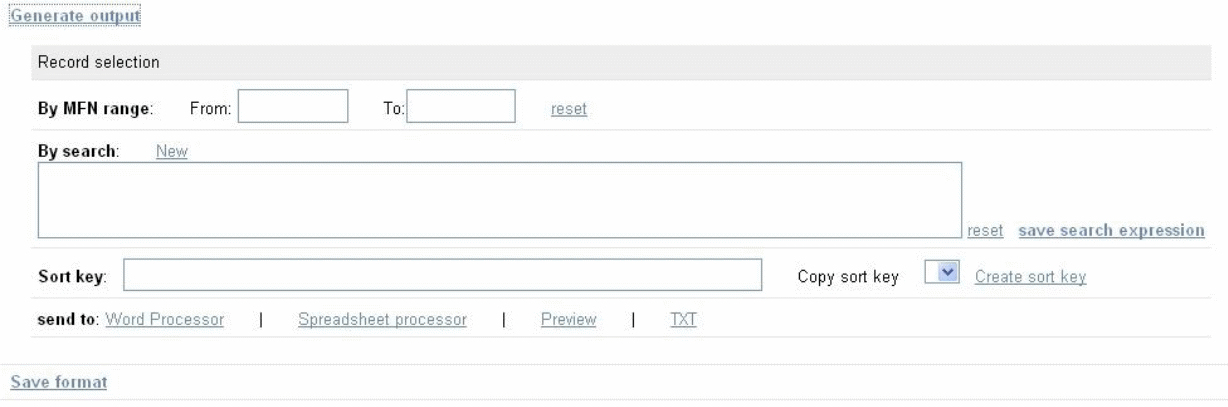 Generate output
Record selection
By MFN range: From: To: reset
By search: New
reset save search expression
Sort key: Copy sort key Create sort key
send to: Word Processor | Spreadsheet processor | Preview | TXT
Save format